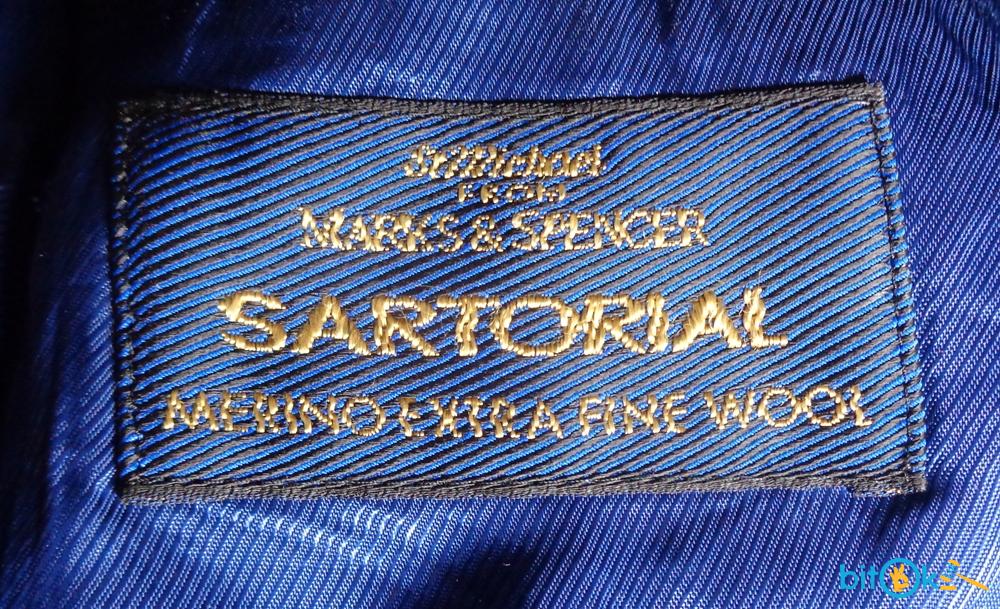 St Michael
FROM
MARKS & SPENCER
SARTORIAL
MERINO EXTRA FINE WOOL
bitOk